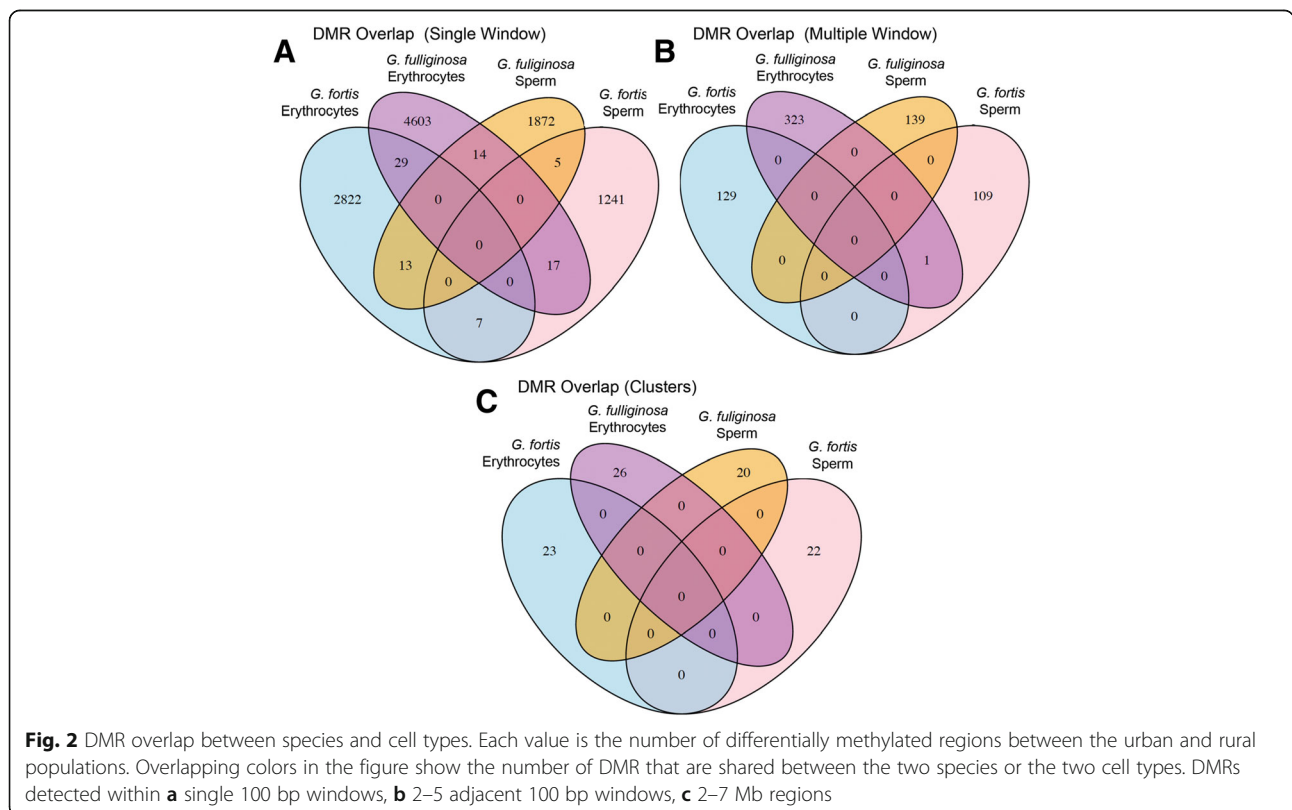 A
DMR Overlap (Single Window)
G. fulliginosa
Erythrocytes
G. fuliginosa
Sperm
G. fortis
Erythrocytes
G. fortis
Sperm
4603
1872
29
14
5
2822
0
0
1241
0
13
0
0
17
7
B
DMR Overlap (Multiple Window)
G. fulliginosa
Erythrocytes
G. fuliginosa
Sperm
G. fortis
Erythrocytes
G. fortis
Sperm
323
139
0
0
0
129
0
0
109
0
0
0
0
1
0
C
DMR Overlap (Clusters)
G. fulliginosa
Erythrocytes
G. fuliginosa
Sperm
G. fortis
Erythrocytes
G. fortis
Sperm
26
20
0
0
0
23
0
0
22
0
0
0
0
0
0
Fig. 2 DMR overlap between species and cell types. Each value is the number of differentially methylated regions between the urban and rural
populations. Overlapping colors in the figure show the number of DMR that are shared between the two species or the two cell types. DMRs
detected within a single 100 bp windows, b 2–5 adjacent 100 bp windows, c 2–7 Mb regions